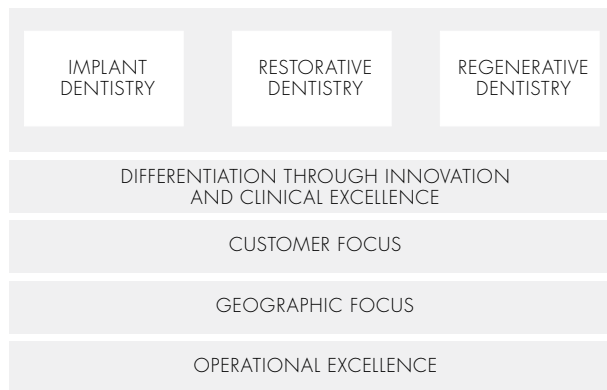 IMPLANT
DENTISTRY
RESTORATIVE
DENTISTRY
REGENERATIVE
DENTISTRY
DIFFERENTIATION THROUGH INNOVATION
AND CLINICAL EXCELLENCE
CUSTOMER FOCUS
GEOGRAPHIC FOCUS
OPERATIONAL EXCELLENCE